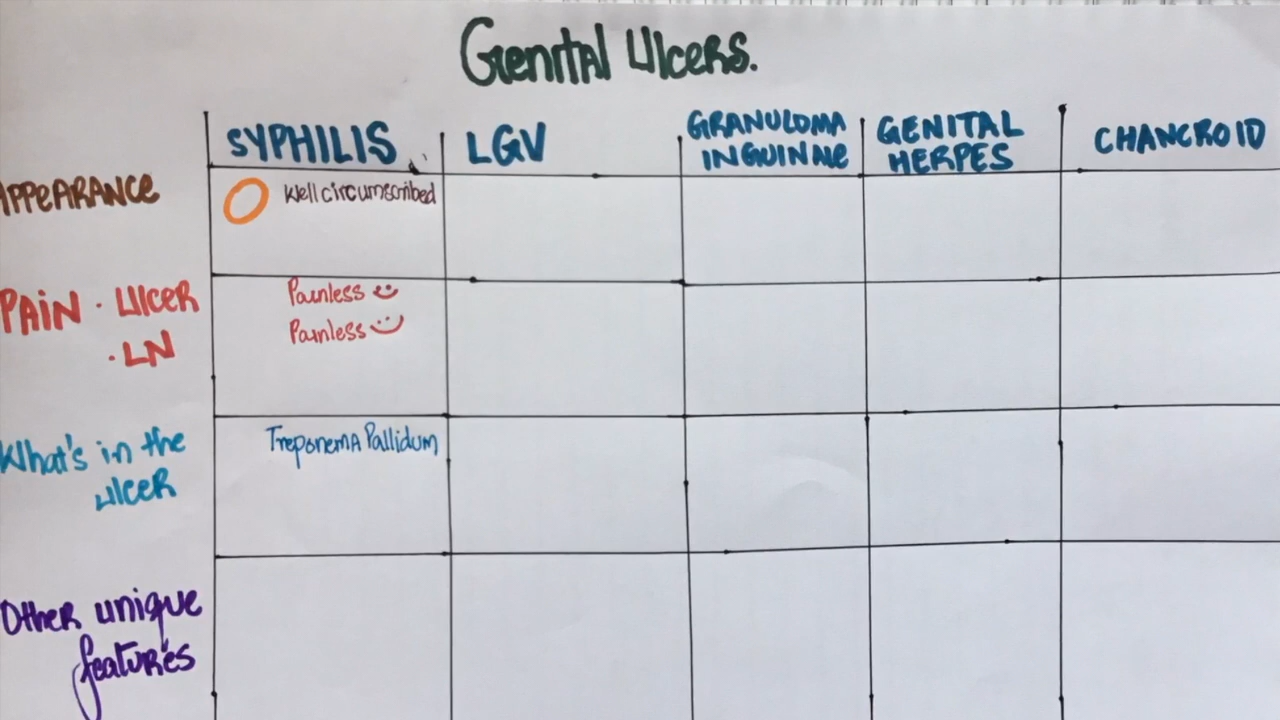 Genital Ulcers.
SYPHILIS
LGV
GRANULOMA
INGUINALE
GENITAL
HERPES
CHANCROID
APPEARANCE
Well circumscribed
PAIN · Ulcer
· LN
Painless
Painless
What's in the
ulcer
Treponema Pallidum
Other unique
features